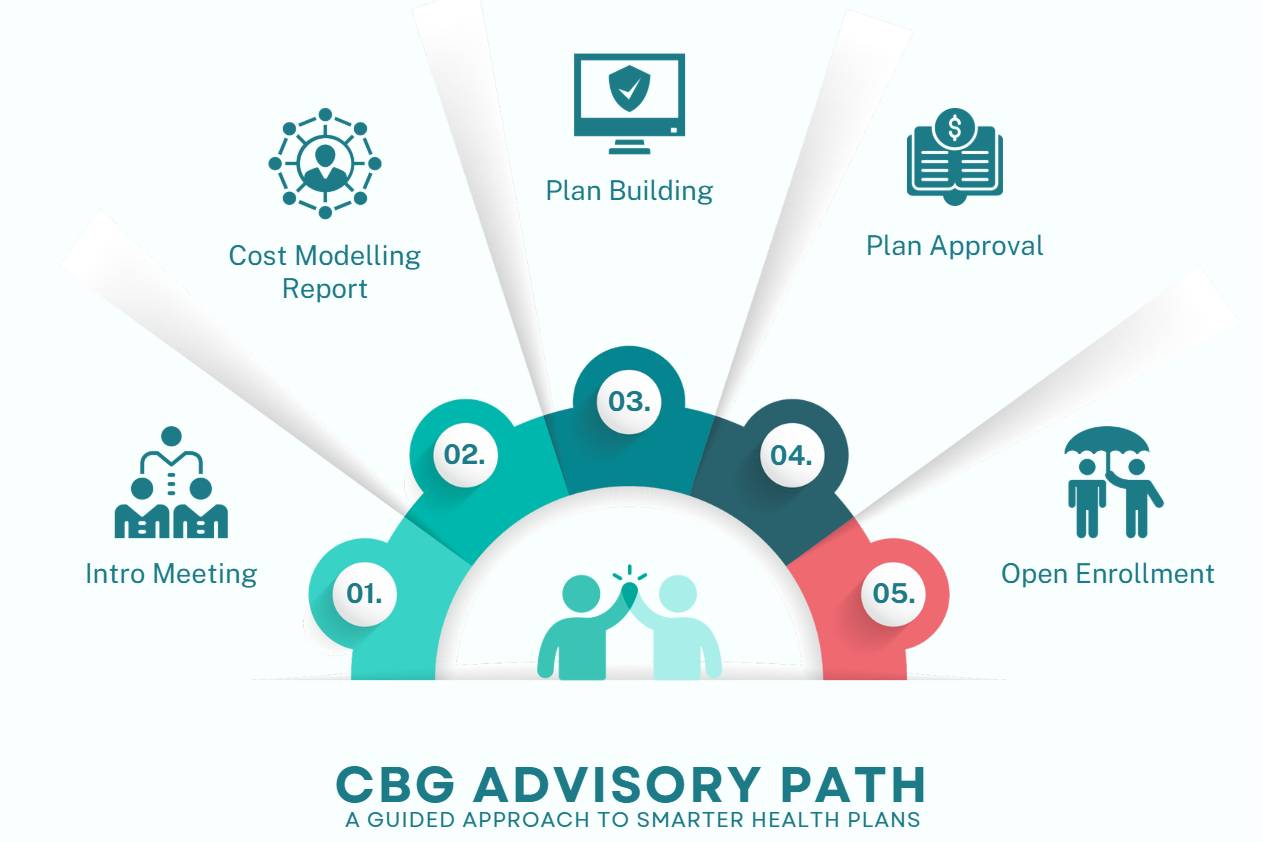 01.
Intro Meeting
02.
Cost Modelling
Report
03.
Plan Building
04.
Plan Approval
$
05.
Open Enrollment
CBG ADVISORY PATH
A GUIDED APPROACH TO SMARTER HEALTH PLANS